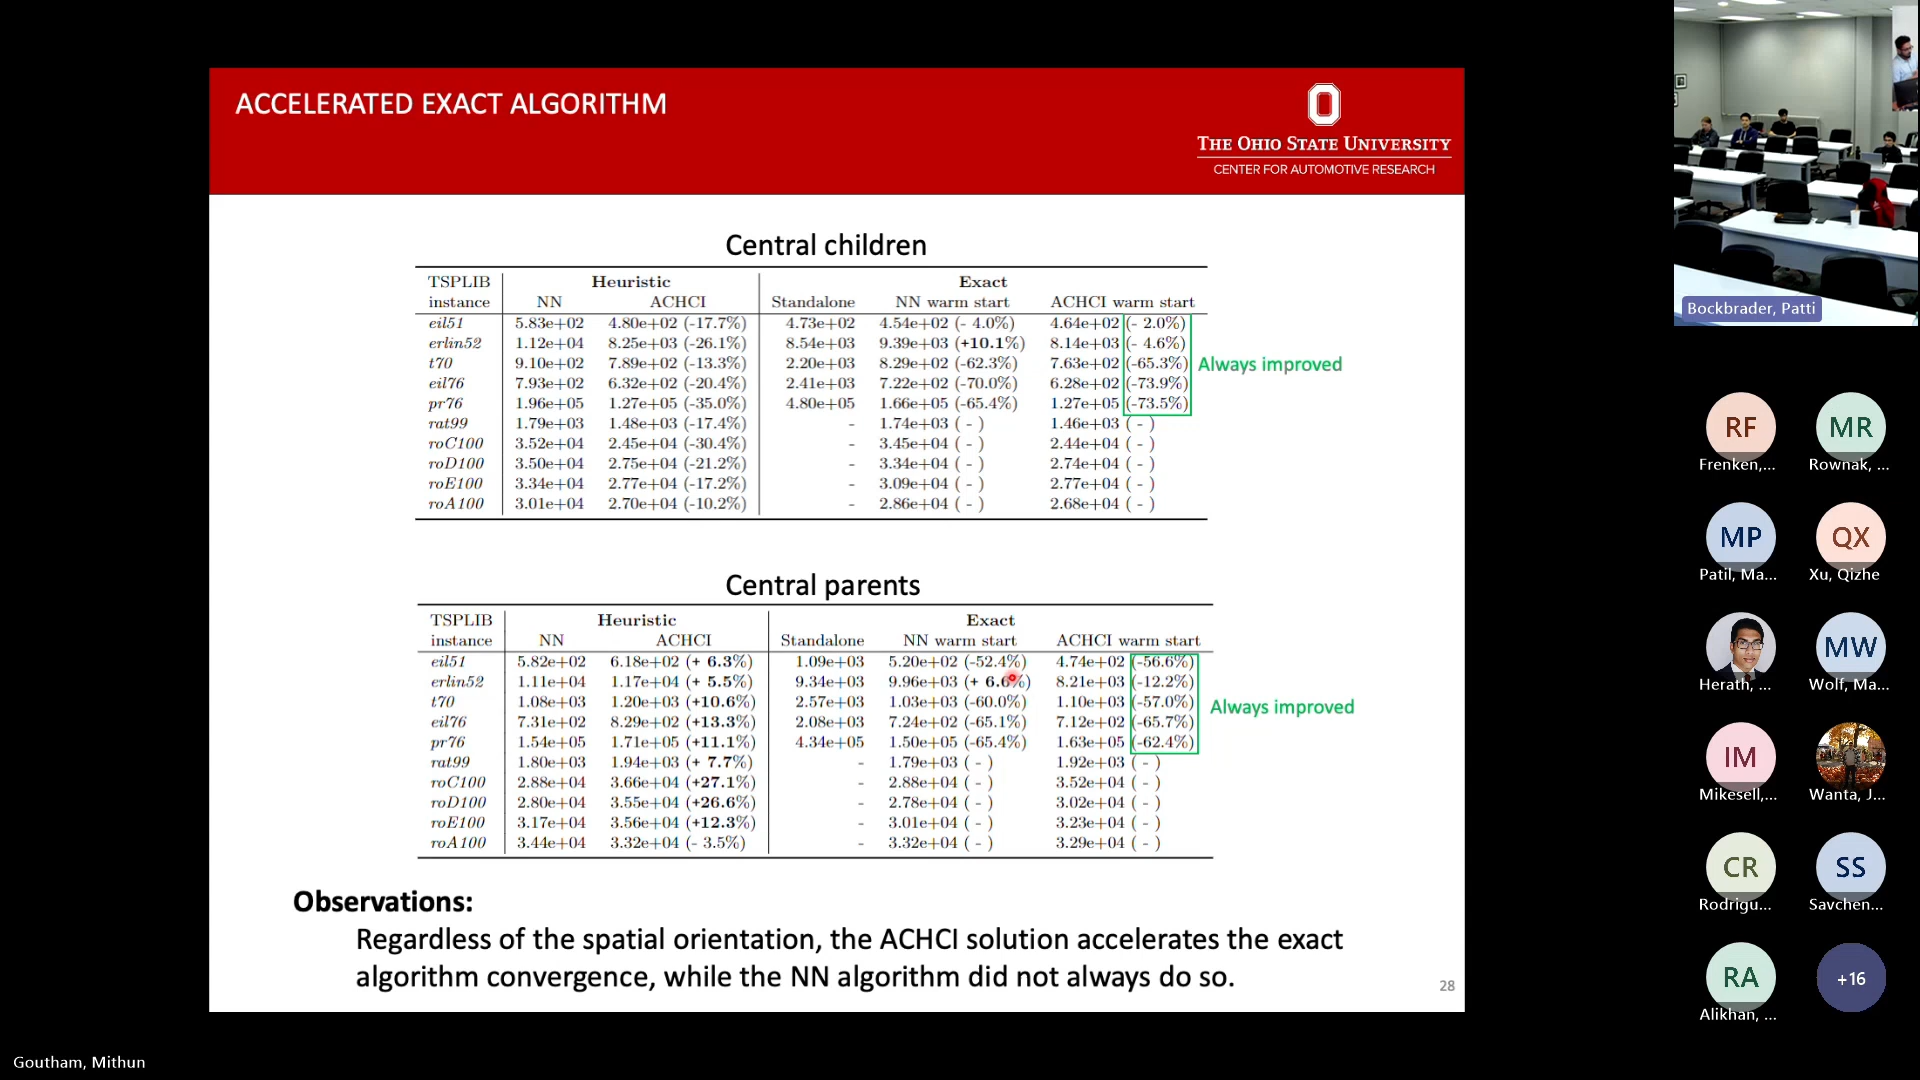 ACCELERATED EXACT ALGORITHM
THE OHIO STATE UNIVERSITY
CENTER FOR AUTOMOTIVE RESEARCH
Central children
TSPLIB Heuristic Exact
instance NN ACHCI Standalone NN warm start ACHCI warm start
eil51 5.83e+02 4.80e+02 (-17.7%) 4.73e+02 4.54e+02 (- 4.0%) 4.64e+02 (- 2.0%)
erlin52 1.12e+04 8.25e+03 (-26.1%) 8.54e+03 9.39e+03 (+10.1%) 8.14e+03 (- 4.6%)
t70 9.10e+02 7.89e+02 (-13.3%) 2.20e+03 8.29e+02 (-62.3%) 7.63e+02 (-65.3%)
Always improved
eil76 7.93e+02 6.32e+02 (-20.4%) 2.41e+03 7.22e+02 (-70.0%) 6.28e+02 (-73.9%)
pr76 1.96e+05 1.27e+05 (-35.0%) 4.80e+05 1.66e+05 (-65.4%) 1.27e+05 (-73.5%)
rat99 1.79e+03 1.48e+03 (-17.4%) - 1.74e+03 ( - ) 1.46e+03 ( - )
roC100 3.52e+04 2.45e+04 (-30.4%) - 3.45e+04 ( - ) 2.44e+04 ( - )
roD100 3.50e+04 2.75e+04 (-21.2%) - 3.34e+04 ( - ) 2.74e+04 ( - )
roE100 3.34e+04 2.77e+04 (-17.2%) - 3.09e+04 ( - ) 2.77e+04 ( - )
roA100 3.01e+04 2.70e+04 (-10.2%) - 2.86e+04 ( - ) 2.68e+04 ( - )
Central parents
TSPLIB Heuristic Exact
instance NN ACHCI Standalone NN warm start ACHCI warm start
eil51 5.82e+02 6.18e+02 (+ 6.3%) 1.09e+03 5.20e+02 (-52.4%) 4.74e+02 (-56.6%)
erlin52 1.11e+04 1.17e+04 (+ 5.5%) 9.34e+03 9.96e+03 (+ 6.6%) 8.21e+03 (-12.2%)
t70 1.08e+03 1.20e+03 (+10.6%) 2.57e+03 1.03e+03 (-60.0%) 1.10e+03 (-57.0%)
Always improved
eil76 7.31e+02 8.29e+02 (+13.3%) 2.08e+03 7.24e+02 (-65.1%) 7.12e+02 (-65.7%)
pr76 1.54e+05 1.71e+05 (+11.1%) 4.34e+05 1.50e+05 (-65.4%) 1.63e+05 (-62.4%)
rat99 1.80e+03 1.94e+03 (+ 7.7%) - 1.79e+03 ( - ) 1.92e+03 ( - )
roC100 2.88e+04 3.66e+04 (+27.1%) - 2.88e+04 ( - ) 3.52e+04 ( - )
roD100 2.80e+04 3.55e+04 (+26.6%) - 2.78e+04 ( - ) 3.02e+04 ( - )
roE100 3.17e+04 3.56e+04 (+12.3%) - 3.01e+04 ( - ) 3.23e+04 ( - )
roA100 3.44e+04 3.32e+04 (- 3.5%) - 3.32e+04 ( - ) 3.29e+04 ( - )
Observations:
Regardless of the spatial orientation, the ACHCI solution accelerates the exact
algorithm convergence, while the NN algorithm did not always do so.
28
Goutham, Mithun
Bockbrader, Patti
RF MR
Frenken,... Rownak, ...
MP QX
Patil, Ma... Xu, Qizhe
MW
Herath, ... Wolf, Ma...
IM
Mikesell,... Wanta, J...
CR SS
Rodrigu... Savchen...
RA +16
Alikhan, ...